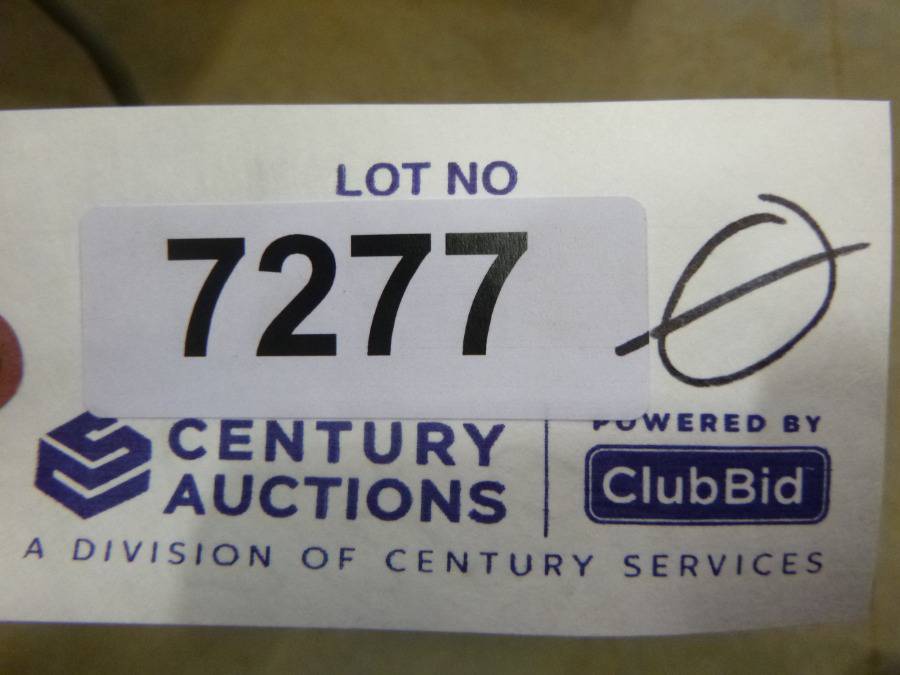 LOT NO
7277 Ø
CENTURY
AUCTIONS
POWERED BY
ClubBid
A DIVISION OF CENTURY SERVICES